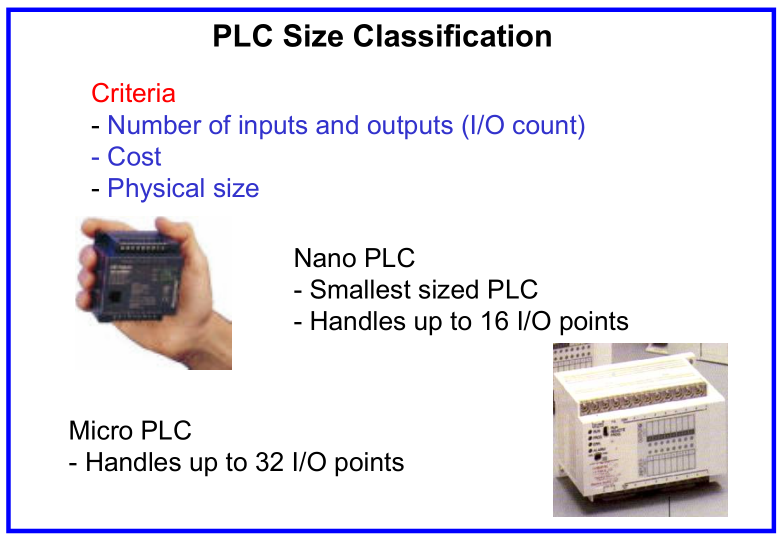 PLC Size Classification
Criteria
- Number of inputs and outputs (I/O count)
- Cost
- Physical size
Nano PLC
- Smallest sized PLC
- Handles up to 16 I/O points
Micro PLC
- Handles up to 32 I/O points